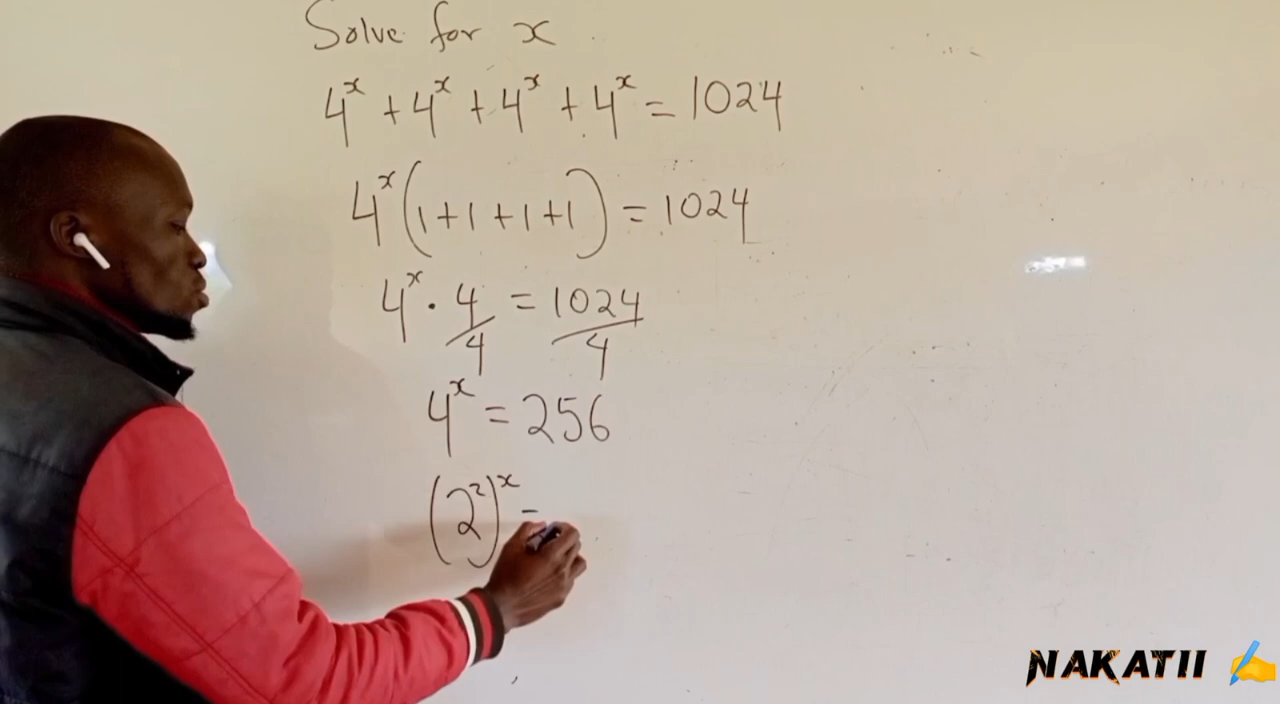 Solve for x
4^x + 4^x + 4^x + 4^x = 1024
4^x (1+1+1+1) = 1024
4^x · 4/4 = 1024/4
4^x = 256
(2^2)^x =
NAKATII ✍️